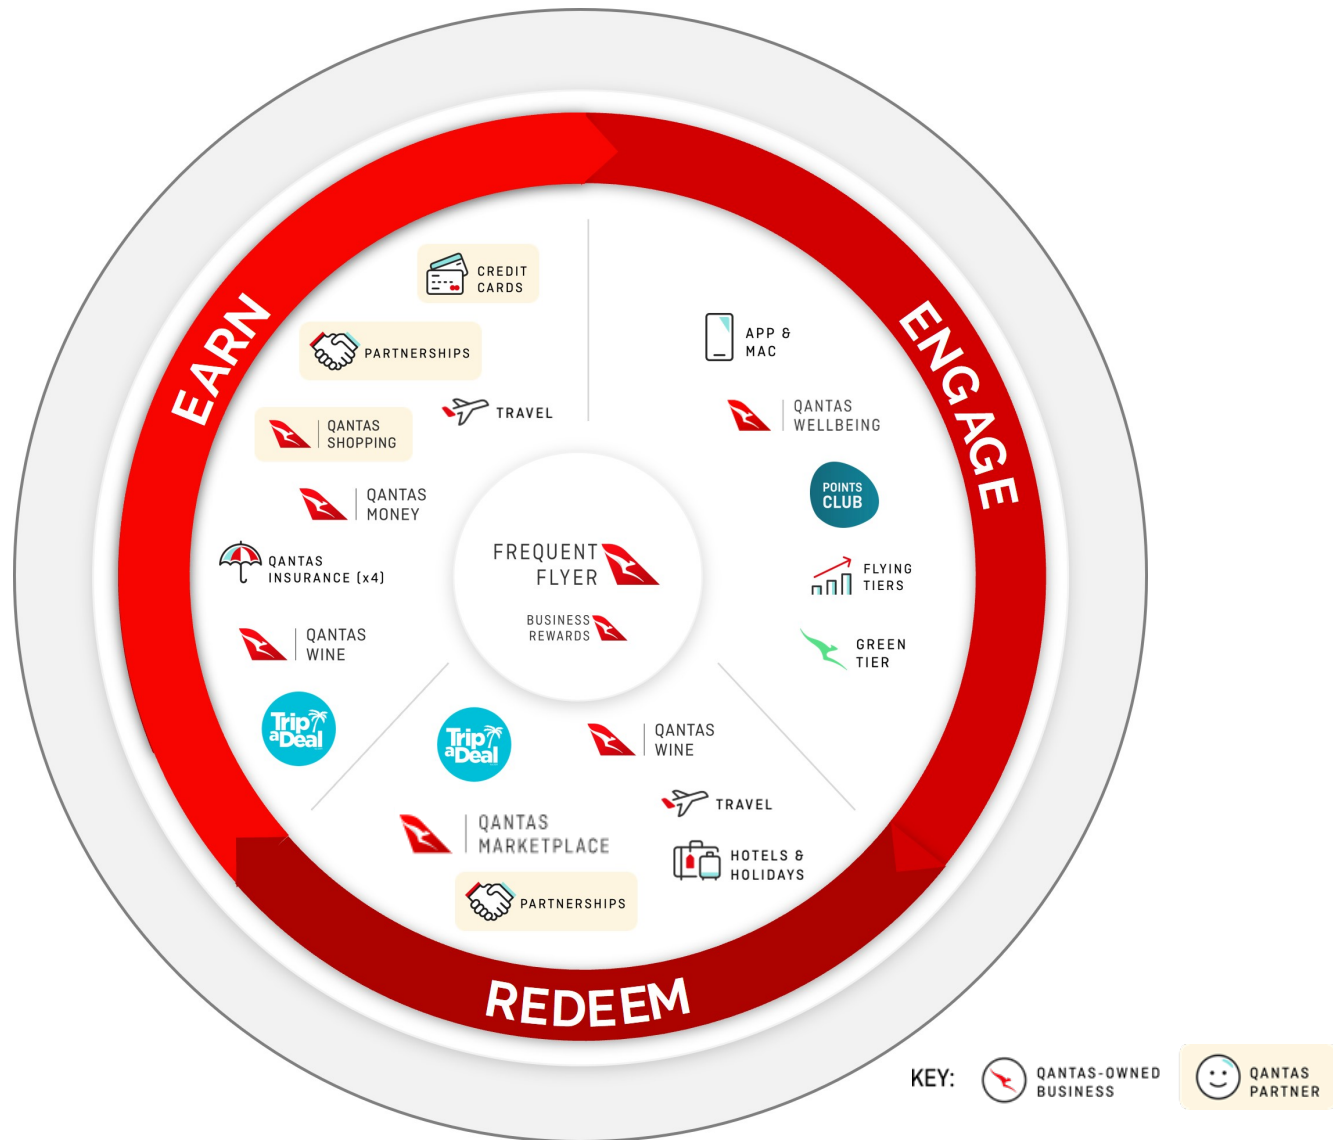 EARN
CREDIT
CARDS
PARTNERSHIPS
QANTAS
SHOPPING
TRAVEL
QANTAS
MONEY
QANTAS
INSURANCE (x4)
QANTAS
WINE
Trip
aDeal
ENGAGE
APP &
MAC
QANTAS
WELLBEING
POINTS
CLUB
FLYING
TIERS
GREEN
TIER
FREQUENT
FLYER
BUSINESS
REWARDS
Trip
aDeal
QANTAS
WINE
TRAVEL
QANTAS
MARKETPLACE
HOTELS &
HOLIDAYS
PARTNERSHIPS
REDEEM
KEY:
QANTAS-OWNED
BUSINESS
QANTAS
PARTNER